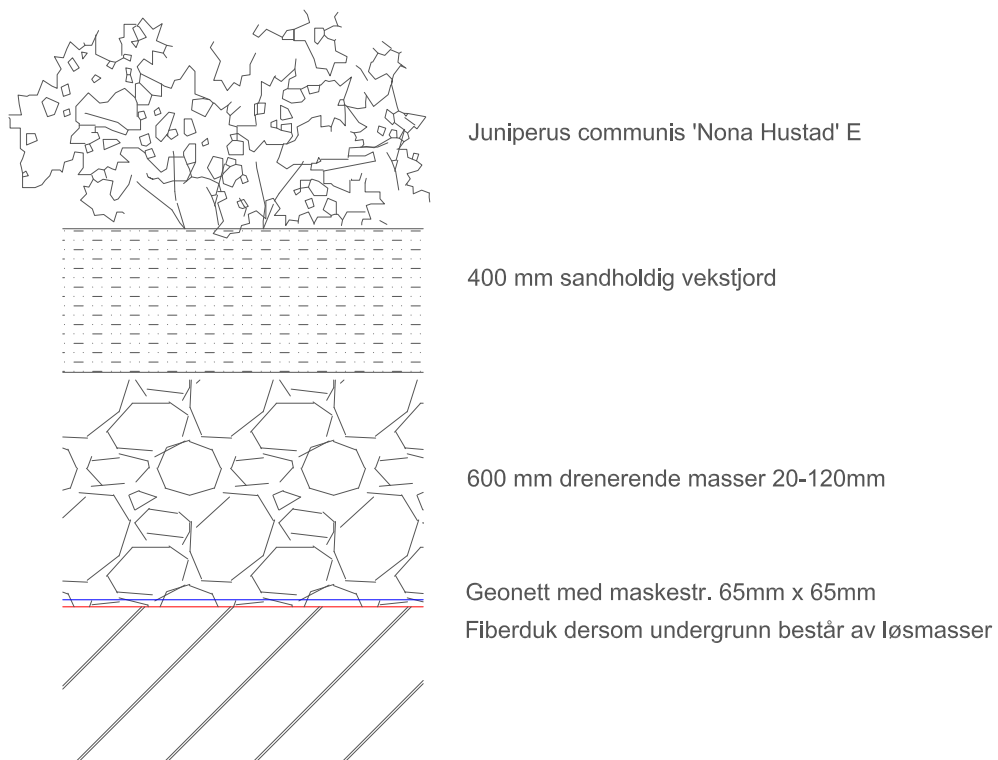 Juniperus communis 'Nona Hustad' E
400 mm sandholdig vekstjord
600 mm drenerende masser 20-120mm
Geonett med maskestr. 65mm x 65mm
Fiberduk dersom undergrunn består av løsmasser